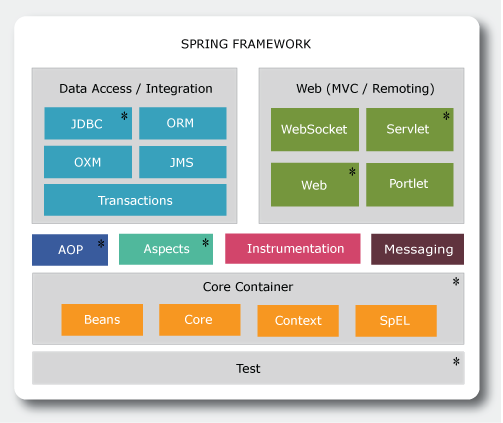 SPRING FRAMEWORK
Data Access / Integration
JDBC *
ORM
OXM
JMS
Transactions
Web (MVC / Remoting)
WebSocket
Servlet *
Web *
Portlet
AOP *
Aspects *
Instrumentation
Messaging
Core Container *
Beans
Core
Context
SpEL
Test *